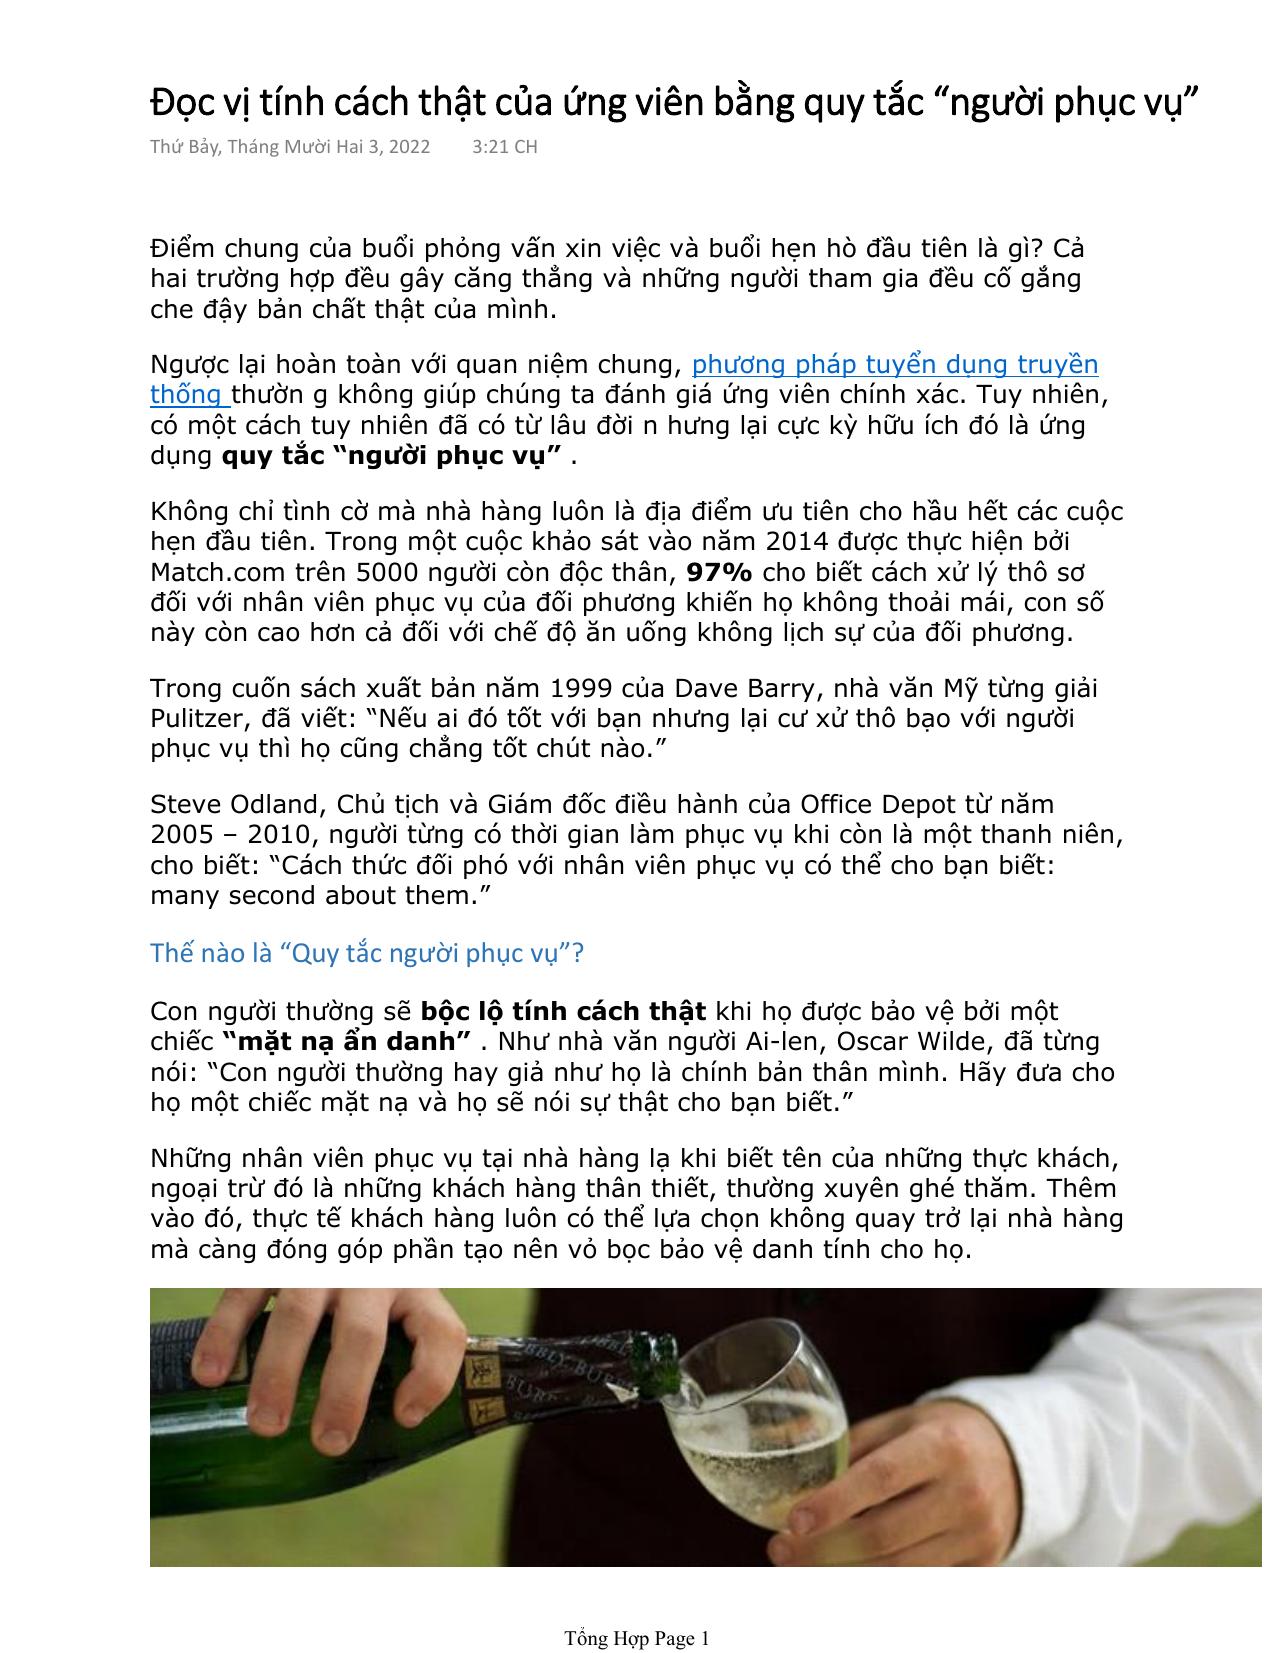 Đọc vị tính cách thật của ứng viên bằng quy tắc “người phục vụ”
Thứ Bảy, Tháng Mười Hai 3, 2022 3:21 CH
Điểm chung của buổi phỏng vấn xin việc và buổi hẹn hò đầu tiên là gì? Cả
hai trường hợp đều gây căng thẳng và những người tham gia đều cố gắng
che đậy bản chất thật của mình.
Ngược lại hoàn toàn với quan niệm chung, phương pháp tuyển dụng truyền
thống thườn g không giúp chúng ta đánh giá ứng viên chính xác. Tuy nhiên,
có một cách tuy nhiên đã có từ lâu đời n hưng lại cực kỳ hữu ích đó là ứng
dụng quy tắc “người phục vụ” .
Không chỉ tình cờ mà nhà hàng luôn là địa điểm ưu tiên cho hầu hết các cuộc
hẹn đầu tiên. Trong một cuộc khảo sát vào năm 2014 được thực hiện bởi
Match.com trên 5000 người còn độc thân, 97% cho biết cách xử lý thô sơ
đối với nhân viên phục vụ của đối phương khiến họ không thoải mái, con số
này còn cao hơn cả đối với chế độ ăn uống không lịch sự của đối phương.
Trong cuốn sách xuất bản năm 1999 của Dave Barry, nhà văn Mỹ từng giải
Pulitzer, đã viết: “Nếu ai đó tốt với bạn nhưng lại cư xử thô bạo với người
phục vụ thì họ cũng chẳng tốt chút nào.”
Steve Odland, Chủ tịch và Giám đốc điều hành của Office Depot từ năm
2005 – 2010, người từng có thời gian làm phục vụ khi còn là một thanh niên,
cho biết: “Cách thức đối phó với nhân viên phục vụ có thể cho bạn biết:
many second about them.”
Thế nào là “Quy tắc người phục vụ”?
Con người thường sẽ bộc lộ tính cách thật khi họ được bảo vệ bởi một
chiếc “mặt nạ ẩn danh” . Như nhà văn người Ai-len, Oscar Wilde, đã từng
nói: “Con người thường hay giả như họ là chính bản thân mình. Hãy đưa cho
họ một chiếc mặt nạ và họ sẽ nói sự thật cho bạn biết.”
Những nhân viên phục vụ tại nhà hàng lạ khi biết tên của những thực khách,
ngoại trừ đó là những khách hàng thân thiết, thường xuyên ghé thăm. Thêm
vào đó, thực tế khách hàng luôn có thể lựa chọn không quay trở lại nhà hàng
mà càng đóng góp phần tạo nên vỏ bọc bảo vệ danh tính cho họ.
Tổng Hợp Page 1